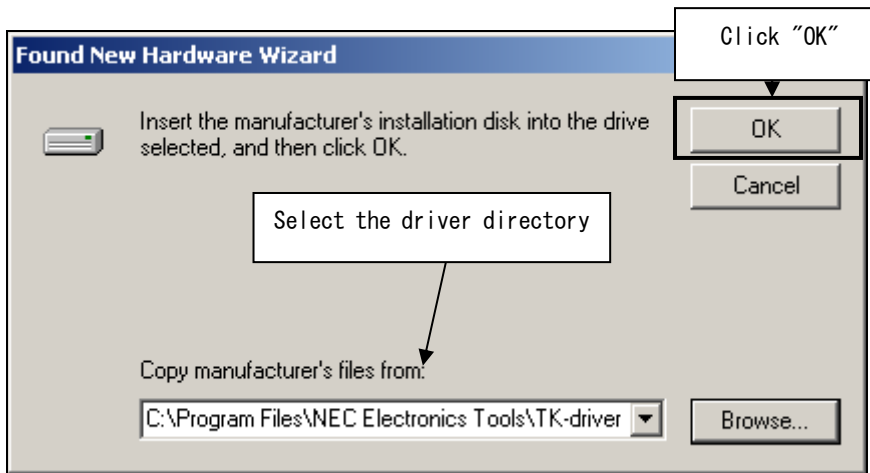 Click "OK"
Found New Hardware Wizard
Insert the manufacturer's installation disk into the drive
selected, and then click OK.
OK
Cancel
Select the driver directory
Copy manufacturer's files from:
C:\Program Files\NEC Electronics Tools\TK-driver
Browse...